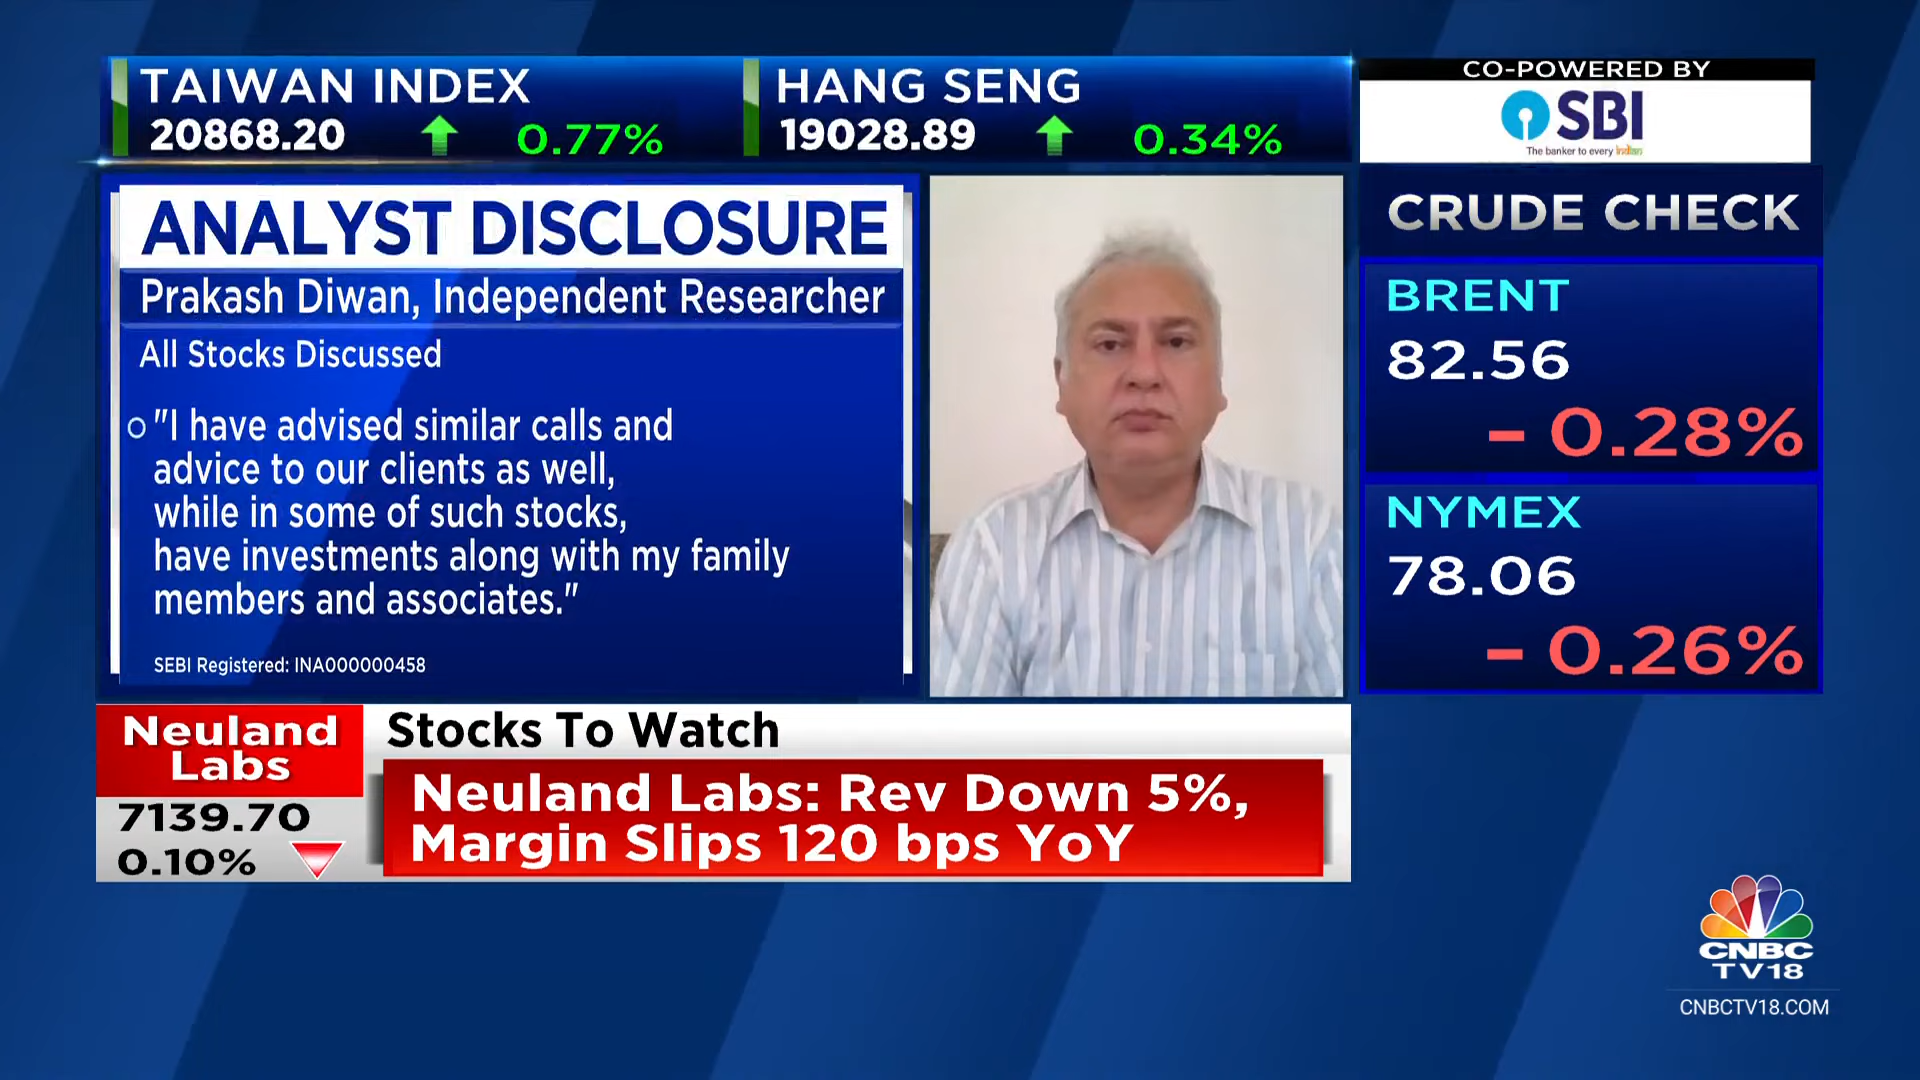 TAIWAN INDEX
20868.20 0.77%
HANG SENG
19028.89 0.34%
CO-POWERED BY
SBI
The banker to every Indian
ANALYST DISCLOSURE
Prakash Diwan, Independent Researcher
All Stocks Discussed
"I have advised similar calls and
advice to our clients as well,
while in some of such stocks,
have investments along with my family
members and associates."
SEBI Registered: INA000000458
CRUDE CHECK
BRENT
82.56
– 0.28%
NYMEX
78.06
– 0.26%
Neuland
Labs
7139.70
0.10%
Stocks To Watch
Neuland Labs: Rev Down 5%,
Margin Slips 120 bps YoY
CNBC
TV18
CNBCTV18.COM